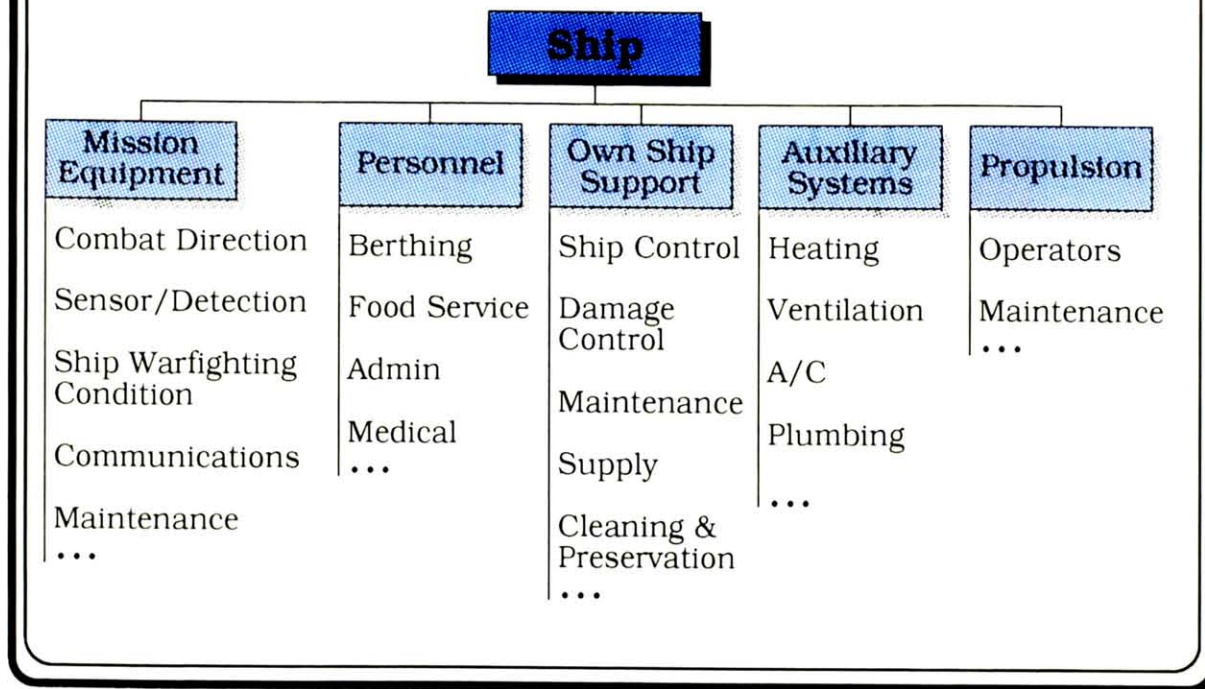 Ship
Mission
Equipment
Combat Direction
Sensor/Detection
Ship Warfighting
Condition
Communications
Maintenance
...
Personnel
Berthing
Food Service
Admin
Medical
...
Own Ship
Support
Ship Control
Damage
Control
Maintenance
Supply
Cleaning &
Preservation
...
Auxiliary
Systems
Heating
Ventilation
A/C
Plumbing
...
Propulsion
Operators
Maintenance
...